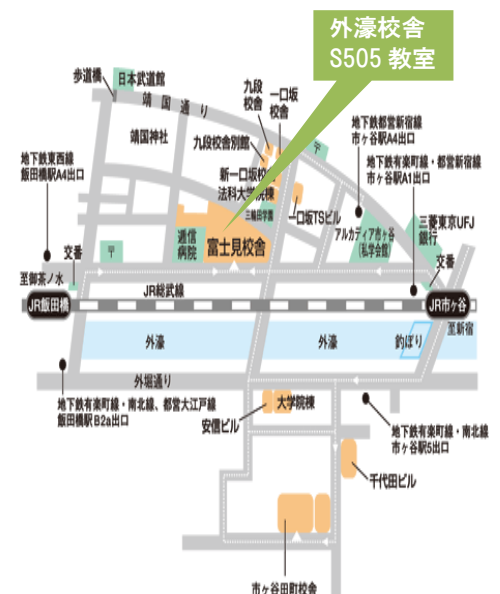 外濠校舎
S505 教室
歩道橋
日本武道館
靖国通り
靖国神社
九段
校舎
一口坂
校舎
九段校舎別館
新一口坂校
法科大学院棟
三輪田学園
一口坂TSビル
〒
地下鉄都営新宿線
市ヶ谷駅A4出口
地下鉄有楽町線・都営新宿線
市ヶ谷駅A1出口
地下鉄東西線
飯田橋駅A4出口
三菱東京UFJ
銀行
アルカディア市ヶ谷
(私学会館)
交番
〒
逓信
病院
富士見校舎
交番
至御茶ノ水
JR総武線
JR飯田橋
JR市ヶ谷
至新宿
外濠
外濠
釣ぼり
外堀通り
地下鉄有楽町線・南北線、都営大江戸線
飯田橋駅B2a出口
安信ビル
大学院棟
地下鉄有楽町線・南北線
市ヶ谷駅5出口
千代田ビル
市ヶ谷田町校舎